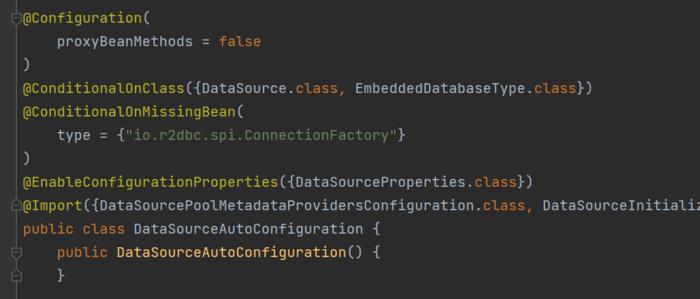 @Configuration(
    proxyBeanMethods = false
)
@ConditionalOnClass({DataSource.class, EmbeddedDatabaseType.class})
@ConditionalOnMissingBean(
    type = {"io.r2dbc.spi.ConnectionFactory"}
)
@EnableConfigurationProperties({DataSourceProperties.class})
@Import({DataSourcePoolMetadataProvidersConfiguration.class, DataSourceInitializ
public class DataSourceAutoConfiguration {
    public DataSourceAutoConfiguration() {
    }